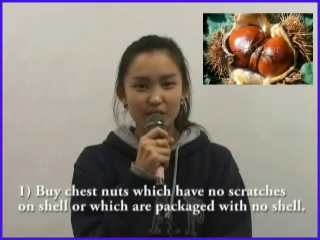 1) Buy chest nuts which have no scratches
on shell or which are packaged with no shell.